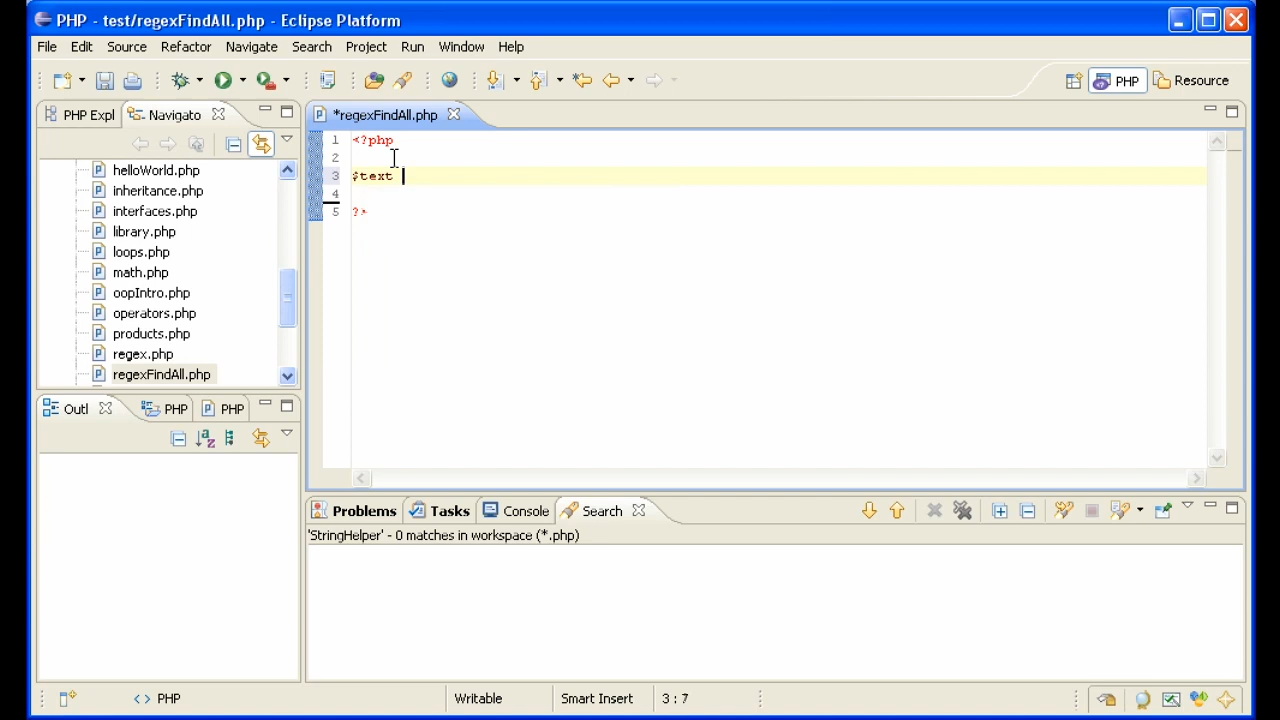 PHP - test/regexFindAll.php - Eclipse Platform
File Edit Source Refactor Navigate Search Project Run Window Help
PHP Resource
PHP Expl Navigato
*regexFindAll.php
helloWorld.php
inheritance.php
interfaces.php
library.php
loops.php
math.php
oopIntro.php
operators.php
products.php
regex.php
regexFindAll.php
1 <?php
2
3 $text
4
5 ?>
Outl PHP PHP
Problems Tasks Console Search
'StringHelper' - 0 matches in workspace (*.php)
<> PHP Writable Smart Insert 3 : 7